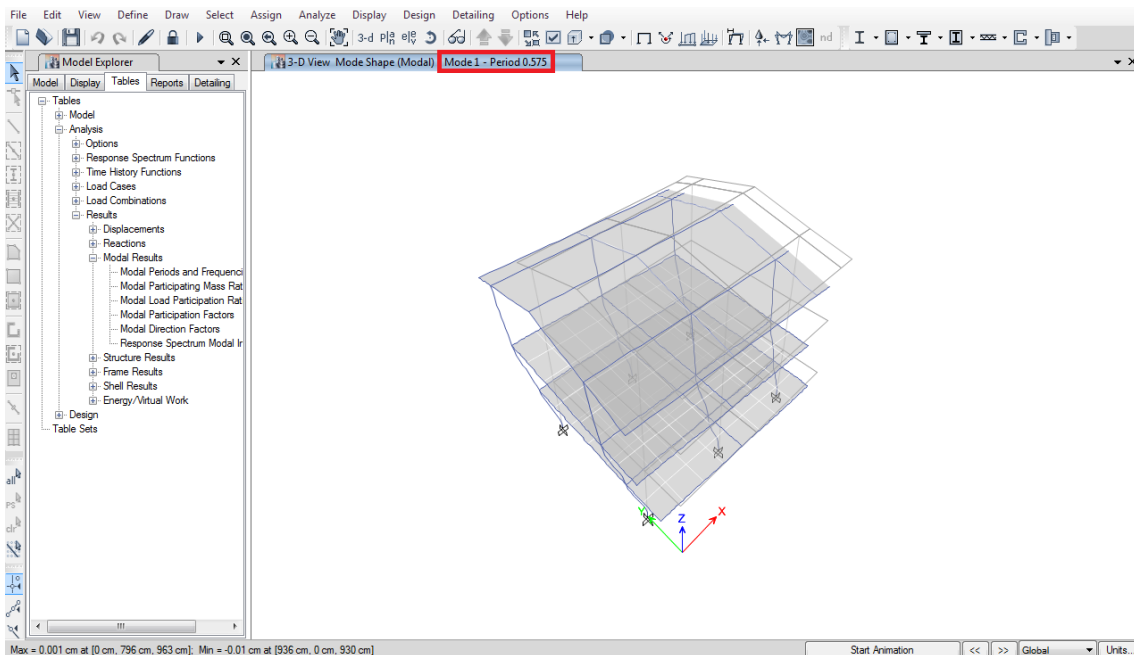 File Edit View Define Draw Select Assign Analyze Display Design Detailing Options Help
3-d nd
Model Explorer
3-D View Mode Shape (Modal) Mode 1 - Period 0.575
Model Display Tables Reports Detailing
Tables
Model
Analysis
Options
Response Spectrum Functions
Time History Functions
Load Cases
Load Combinations
Results
Displacements
Reactions
Modal Results
Modal Periods and Frequenci
Modal Participating Mass Rat
Modal Load Participation Rat
Modal Participation Factors
Modal Direction Factors
Response Spectrum Modal Ir
Structure Results
Frame Results
Shell Results
Energy/Virtual Work
Design
Table Sets
all
ps
clr
Y Z X
Max = 0.001 cm at [0 cm, 796 cm, 963 cm]; Min = -0.01 cm at [936 cm, 0 cm, 930 cm] Start Animation << >> Global Units...